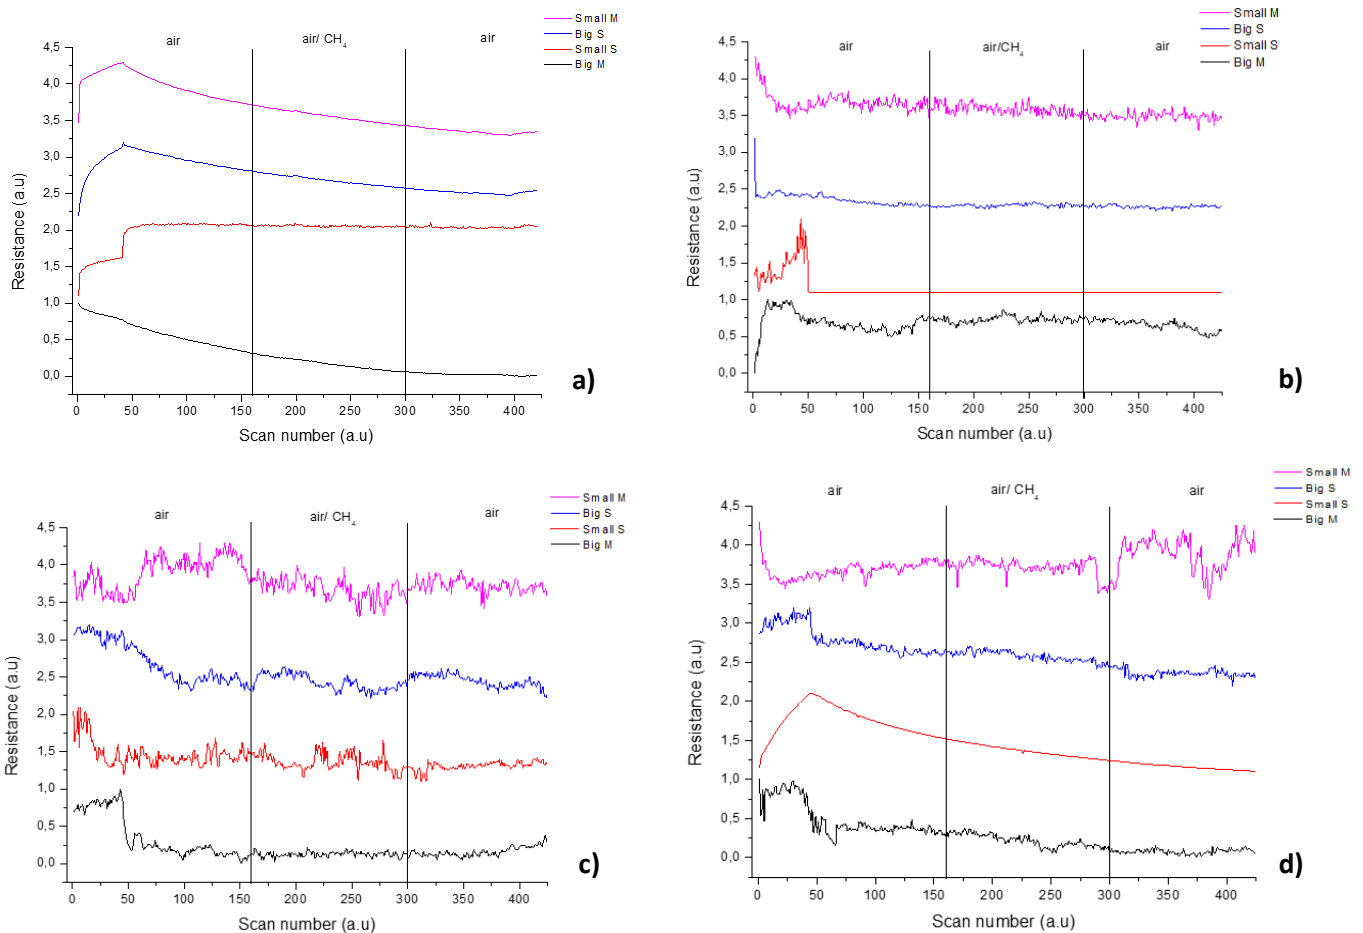 Small M
Big S
Small S
Big M
air
air/ CH4
air
4,5
4,0
3,5
3,0
2,5
2,0
1,5
1,0
0,5
0,0
Resistance (a.u)
0
50
100
150
200
250
300
350
400
Scan number (a.u)
a)
Small M
Big S
Small S
Big M
air
air/CH4
air
4,5
4,0
3,5
3,0
2,5
2,0
1,5
1,0
0,5
0,0
Resistance (a.u)
0
50
100
150
200
250
300
350
400
Scan number (a.u)
b)
Small M
Big S
Small S
Big M
air
air/ CH4
air
4,5
4,0
3,5
3,0
2,5
2,0
1,5
1,0
0,5
0,0
Resistance (a.u)
0
50
100
150
200
250
300
350
400
Scan number (a.u)
c)
Small M
Big S
Small S
Big M
air
air/ CH4
air
4,5
4,0
3,5
3,0
2,5
2,0
1,5
1,0
0,5
0,0
Resistance (a.u)
0
50
100
150
200
250
300
350
400
Scan number (a.u)
d)